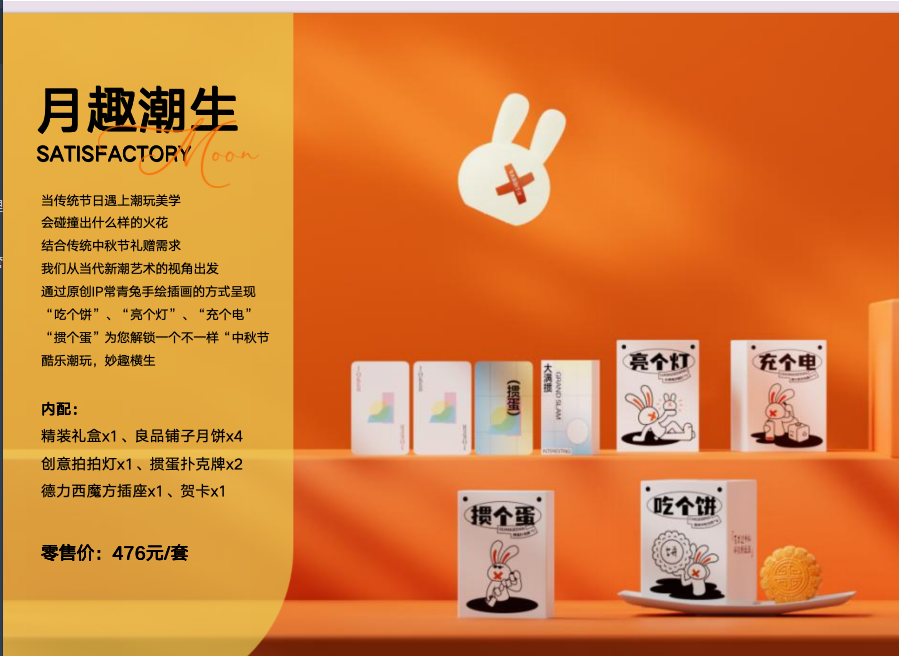 月趣潮生
SATISFACTORY
Moon
当传统节日遇上潮玩美学
会碰撞出什么样的火花
结合传统中秋节礼赠需求
我们从当代新潮艺术的视角出发
通过原创IP常青兔手绘插画的方式呈现
“吃个饼”、“亮个灯”、“充个电”
“掼个蛋”为您解锁一个不一样“中秋节
酷乐潮玩，妙趣横生
内配：
精装礼盒x1、良品铺子月饼x4
创意拍拍灯x1、掼蛋扑克牌x2
德力西魔方插座x1、贺卡x1
零售价：476元/套
JOKER
JOKER
JOKER
JOKER
(掼蛋)
大满掼
GRAND SLAM
INTERESTING
亮个灯
充个电
掼个蛋
吃个饼